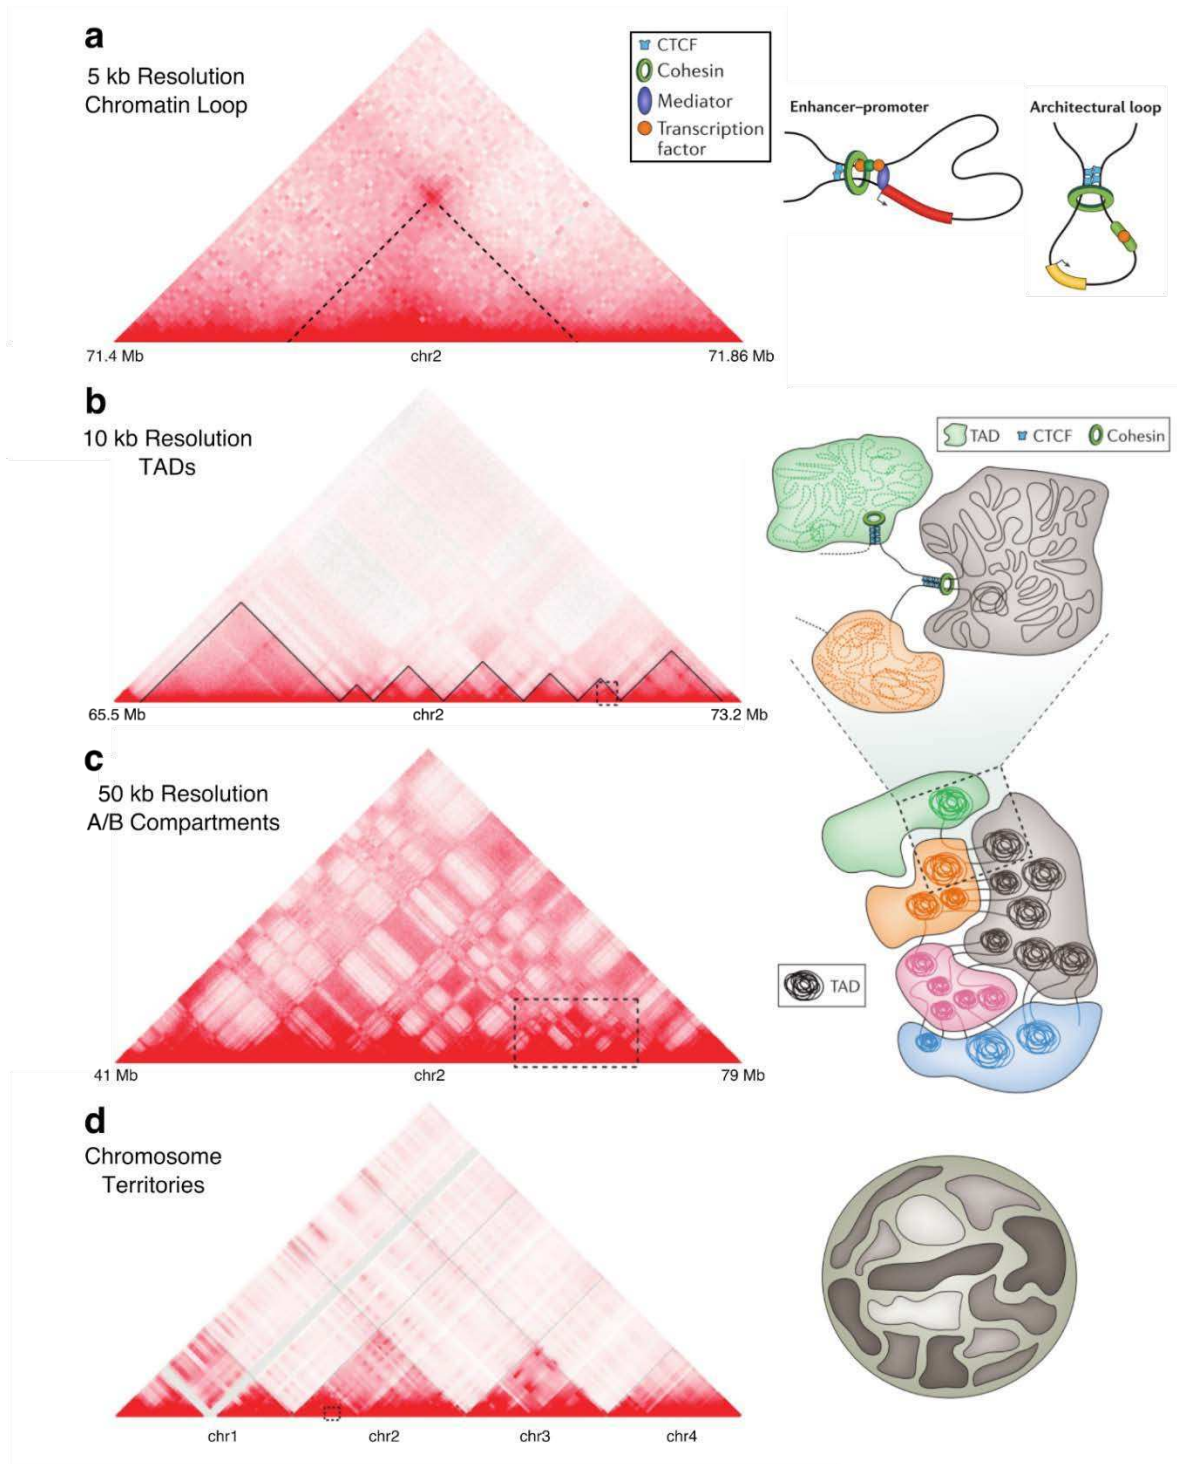 a
5 kb Resolution
Chromatin Loop
CTCF
Cohesin
Mediator
Transcription
factor
Enhancer–promoter
Architectural loop
71.4 Mb
chr2
71.86 Mb
b
10 kb Resolution
TADs
TAD
CTCF
Cohesin
65.5 Mb
chr2
73.2 Mb
c
50 kb Resolution
A/B Compartments
TAD
41 Mb
chr2
79 Mb
d
Chromosome
Territories
chr1
chr2
chr3
chr4